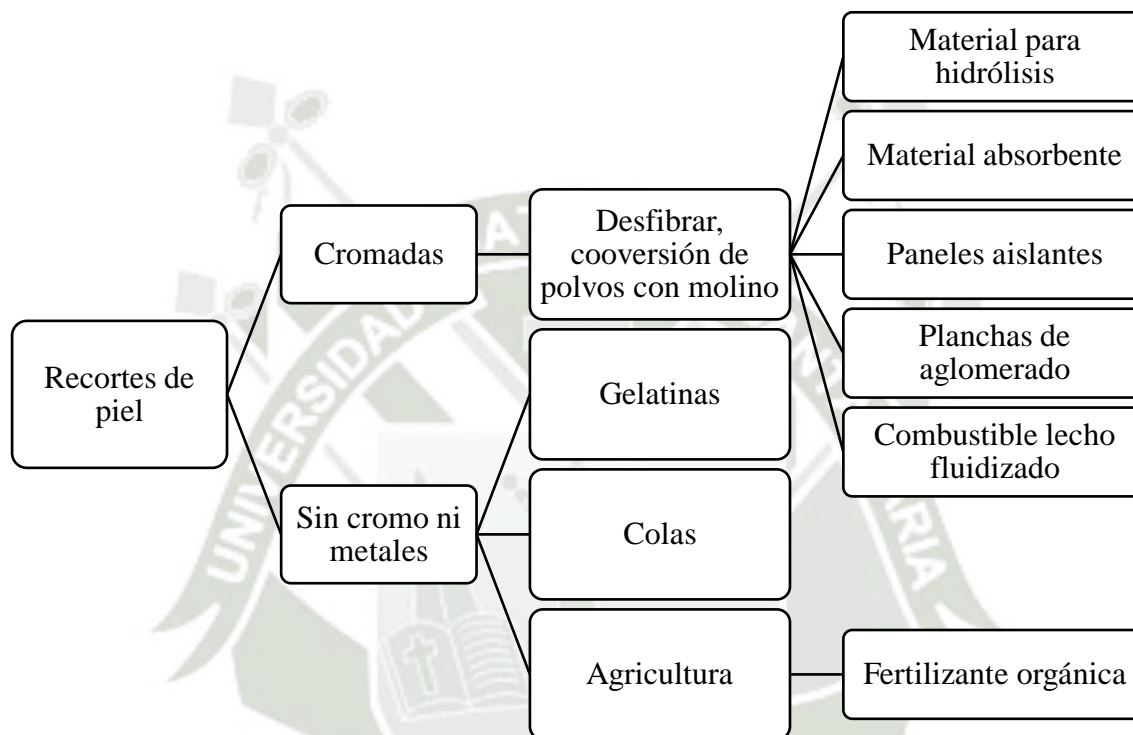 Recortes de
piel
Cromadas
Sin cromo ni
metales
Desfibrar,
cooversión de
polvos con molino
Gelatinas
Colas
Agricultura
Material para
hidrólisis
Material absorbente
Paneles aislantes
Planchas de
aglomerado
Combustible lecho
fluidizado
Fertilizante orgánica
UNIVERSIDAD